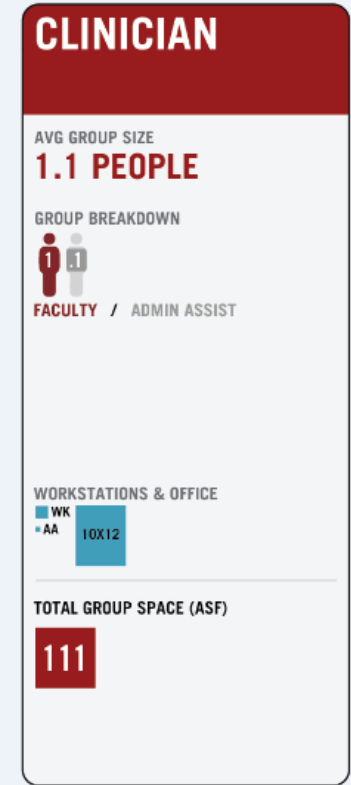 CLINICIAN
AVG GROUP SIZE
1.1 PEOPLE
GROUP BREAKDOWN
1 .1
FACULTY / ADMIN ASSIST
WORKSTATIONS & OFFICE
WK
AA
10X12
TOTAL GROUP SPACE (ASF)
111